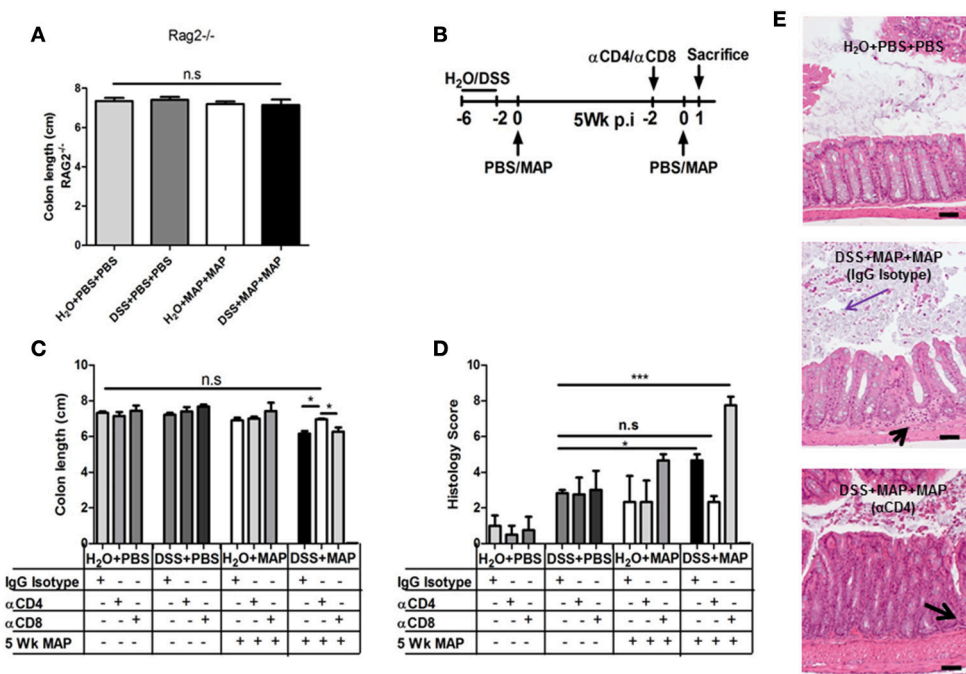 A
Rag2-/-
n.s
8
6
4
2
0
Colon length (cm)
RAG2-/-
H2O+PBS+PBS
DSS+PBS+PBS
H2O+MAP+MAP
DSS+MAP+MAP
B
αCD4/αCD8 Sacrifice
H2O/DSS
-6 -2 0 5Wk p.i -2 0 1
PBS/MAP PBS/MAP
C
n.s
* *
10
8
6
4
2
0
Colon length (cm)
H2O+PBS DSS+PBS H2O+MAP DSS+MAP
IgG Isotype + - - + - - + - - + - -
αCD4 - + - - + - - + - - + -
αCD8 - - + - - + - - + - - +
5 Wk MAP - - - - - - + + + + + +
D
***
n.s
*
10
8
6
4
2
0
Histology Score
H2O+PBS DSS+PBS H2O+MAP DSS+MAP
IgG Isotype + - - + - - + - - + - -
αCD4 - + - - + - - + - - + -
αCD8 - - + - - + - - + - - +
5 Wk MAP - - - - - - + + + + + +
E
H2O+PBS+PBS
DSS+MAP+MAP
(IgG Isotype)
DSS+MAP+MAP
(αCD4)